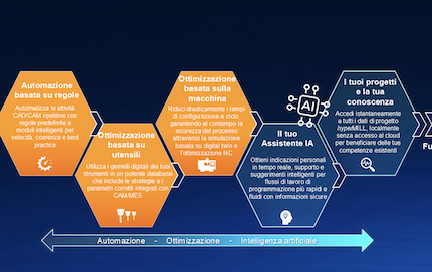 Automazione
basata su regole
Automatizza le attività
CAD/CAM ripetitive con
regole predefinite e
moduli intelligenti per
velocità, coerenza e best
practice
Ottimizzazione
basata su
utensili
Utilizza i gemelli digitali dei tuoi
strumenti in un potente database
che include le strategie e i
parametri corretti integrati con
CAM/MES
Ottimizzazione
basata sulla
macchina
Riduci drasticamente i tempi
di configurazione e ciclo,
garantendo al contempo la
sicurezza del processo
attraverso la simulazione
basata su digital twin e
l'ottimizzazione NC
AI
Il tuo
Assistente IA
Ottieni indicazioni personali
in tempo reale, supporto e
suggerimenti intelligenti per
flussi di lavoro di
programmazione più rapidi e
fluidi con informazioni sicure
I tuoi progetti
e la tua
conoscenza
Accedi istantaneamente
a tutti i dati di progetto
hyperMILL, localmente
senza accesso al cloud
per beneficiare delle tue
competenze esistenti
Fu
Automazione - Ottimizzazione - Intelligenza artificiale